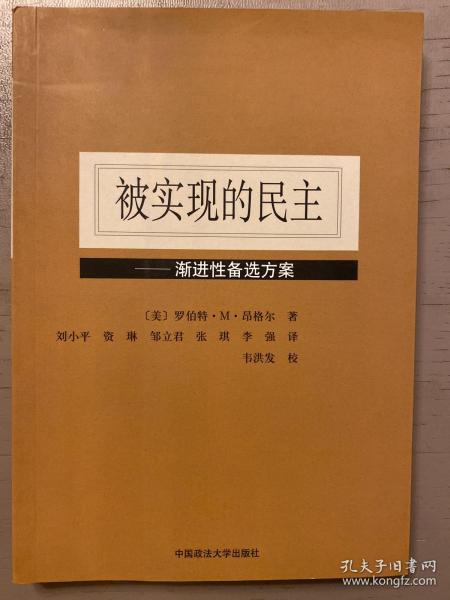 被实现的民主
——渐进性备选方案
〔美〕罗伯特·M·昂格尔 著
刘小平 资 琳 邹立君 张 琪 李 强 译
韦洪发 校
中国政法大学出版社
孔夫子旧书网
www.kongfz.com